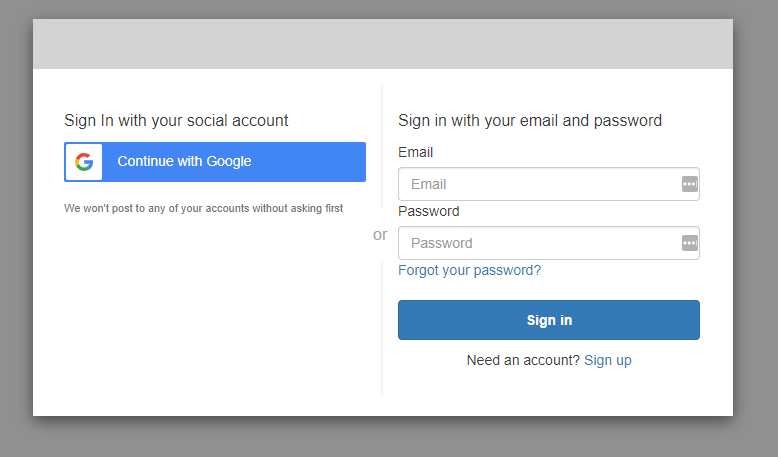 Sign In with your social account
Continue with Google
We won't post to any of your accounts without asking first
or
Sign in with your email and password
Email
Email
Password
Password
Forgot your password?
Sign in
Need an account? Sign up